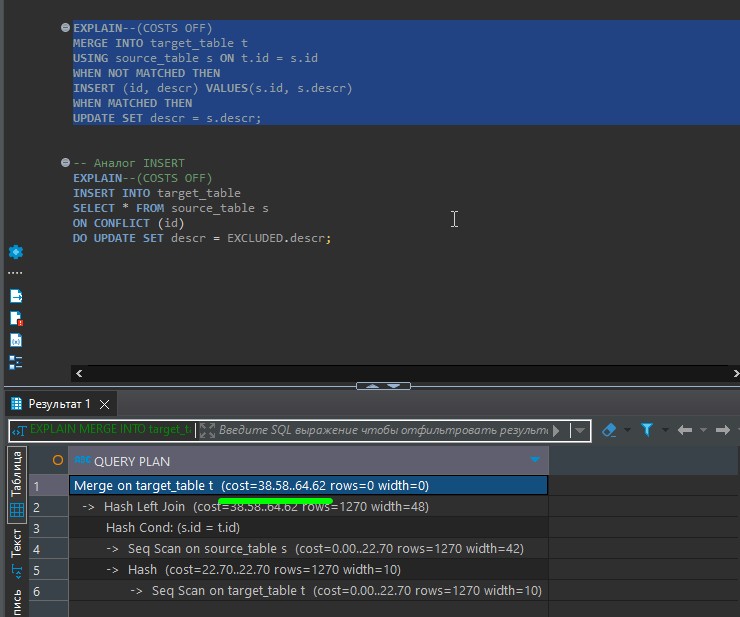 EXPLAIN--(COSTS OFF)
MERGE INTO target_table t
USING source_table s ON t.id = s.id
WHEN NOT MATCHED THEN
INSERT (id, descr) VALUES(s.id, s.descr)
WHEN MATCHED THEN
UPDATE SET descr = s.descr;
-- Аналог INSERT
EXPLAIN--(COSTS OFF)
INSERT INTO target_table
SELECT * FROM source_table s
ON CONFLICT (id)
DO UPDATE SET descr = EXCLUDED.descr;
Результат 1
EXPLAIN MERGE INTO target_t
Введите SQL выражение чтобы отфильтровать результ
Таблица
Текст
пись
ABC QUERY PLAN
1 Merge on target_table t (cost=38.58..64.62 rows=0 width=0)
2 -> Hash Left Join (cost=38.58..64.62 rows=1270 width=48)
3 Hash Cond: (s.id = t.id)
4 -> Seq Scan on source_table s (cost=0.00..22.70 rows=1270 width=42)
5 -> Hash (cost=22.70..22.70 rows=1270 width=10)
6 -> Seq Scan on target_table t (cost=0.00..22.70 rows=1270 width=10)